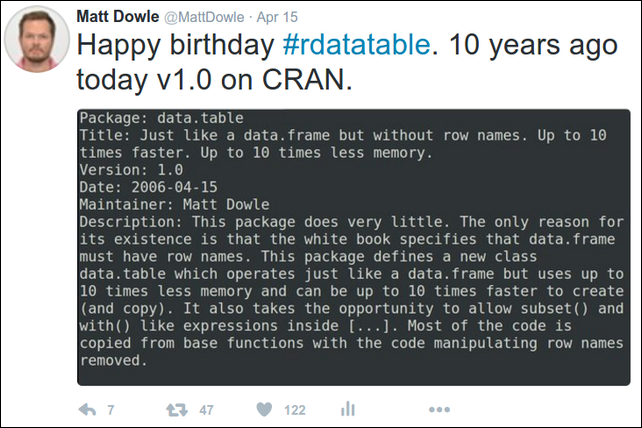 Matt Dowle @MattDowle · Apr 15
Happy birthday #rdatatable. 10 years ago
today v1.0 on CRAN.
Package: data.table
Title: Just like a data.frame but without row names. Up to 10
times faster. Up to 10 times less memory.
Version: 1.0
Date: 2006-04-15
Maintainer: Matt Dowle
Description: This package does very little. The only reason for
its existence is that the white book specifies that data.frame
must have row names. This package defines a new class
data.table which operates just like a data.frame but uses up to
10 times less memory and can be up to 10 times faster to create
(and copy). It also takes the opportunity to allow subset() and
with() like expressions inside [...]. Most of the code is
copied from base functions with the code manipulating row names
removed.
7 47 122